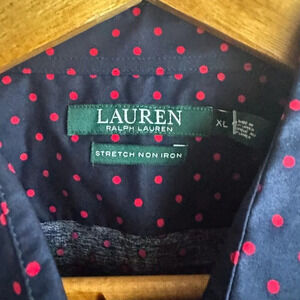 LAUREN
RALPH LAUREN
XL
STRETCH NON IRON